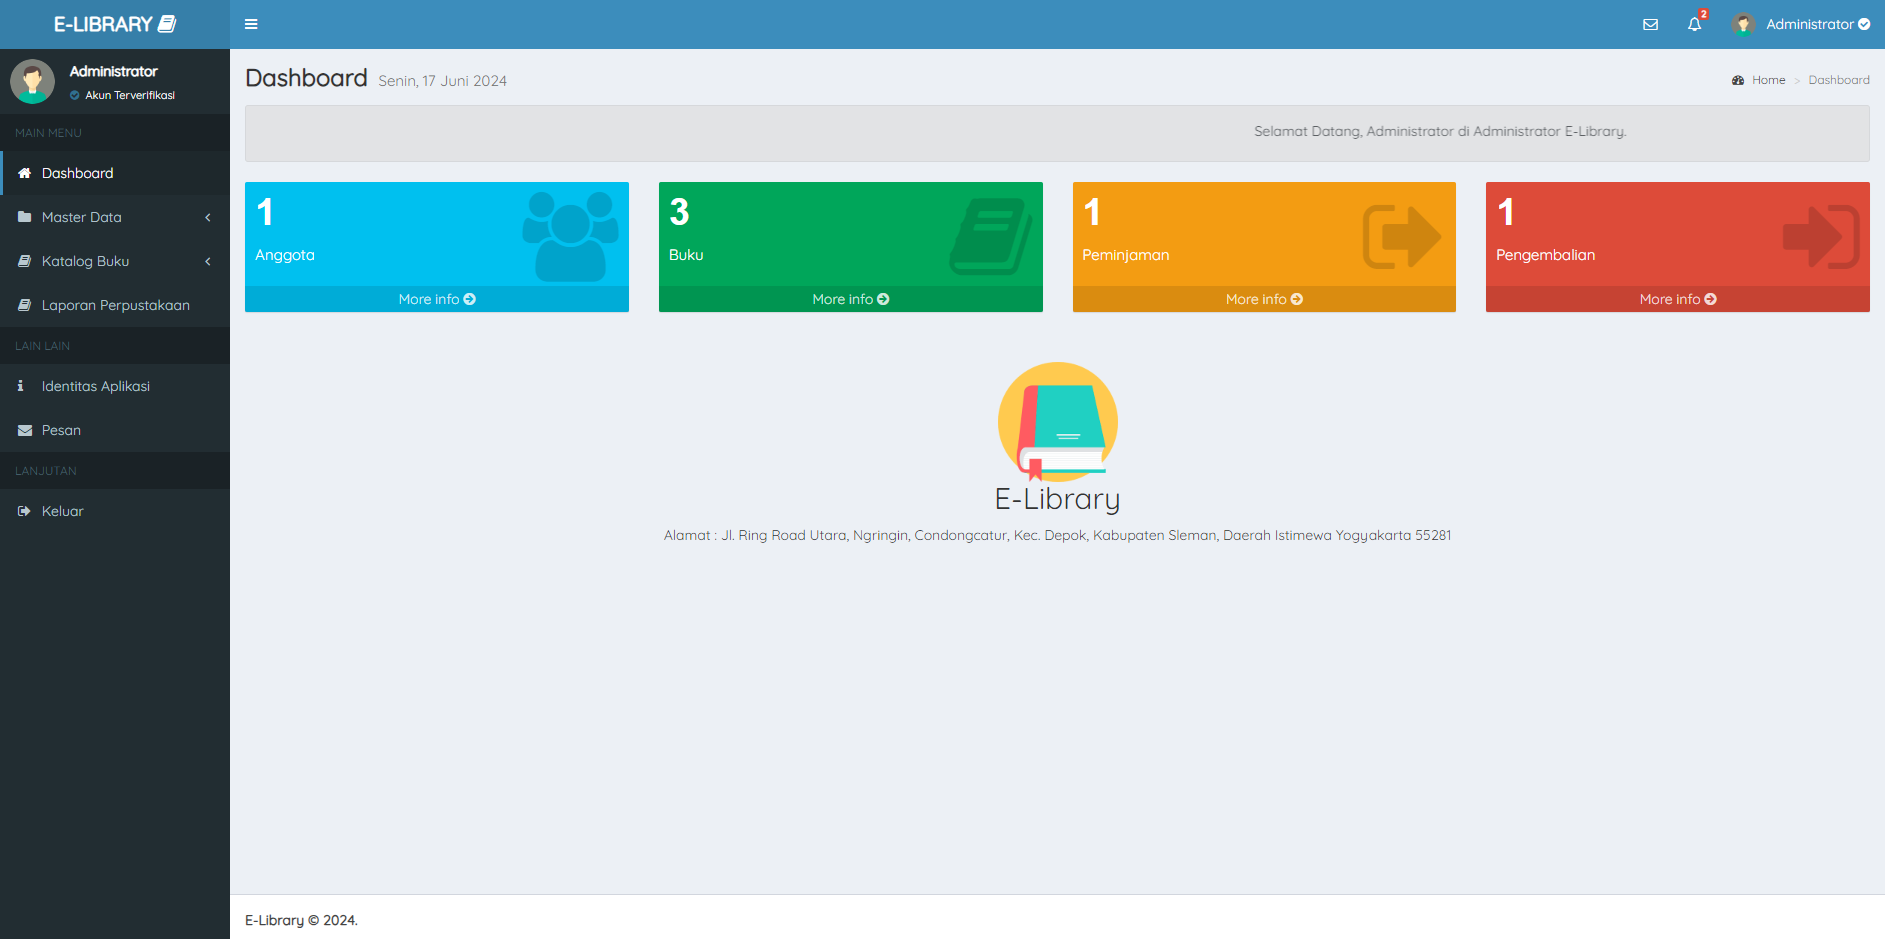 E-LIBRARY
2
Administrator
Administrator
Akun Terverifikasi
MAIN MENU
Dashboard
Master Data
Katalog Buku
Laporan Perpustakaan
LAIN LAIN
Identitas Aplikasi
Pesan
LANJUTAN
Keluar
Dashboard Senin, 17 Juni 2024
Home > Dashboard
Selamat Datang, Administrator di Administrator E-Library.
1
Anggota
More info
3
Buku
More info
1
Peminjaman
More info
1
Pengembalian
More info
E-Library
Alamat : Jl. Ring Road Utara, Ngringin, Condongcatur, Kec. Depok, Kabupaten Sleman, Daerah Istimewa Yogyakarta 55281
E-Library © 2024.